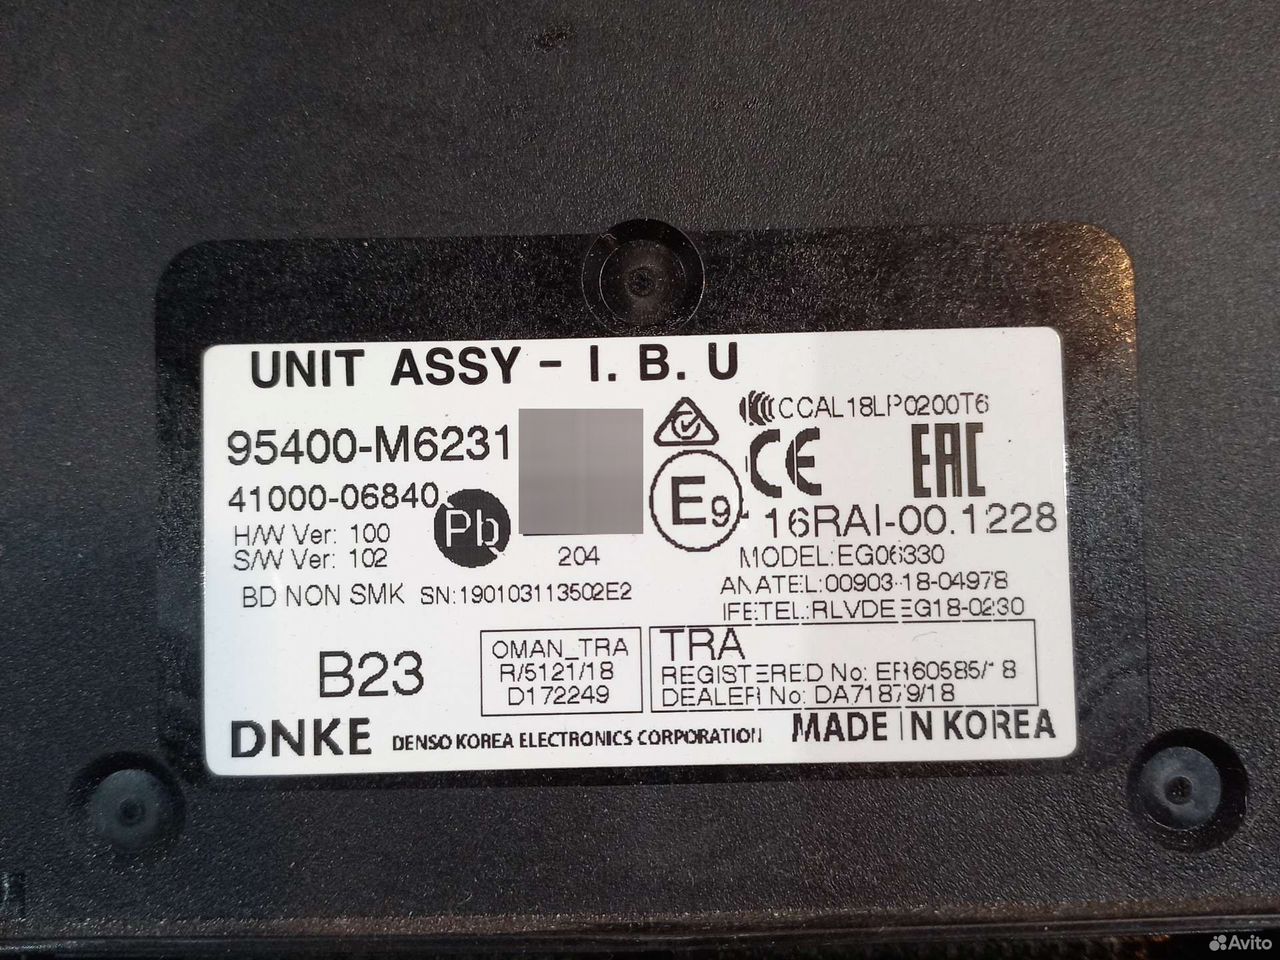 UNIT ASSY - I. B. U
95400-M6231
CCAL18LP0200T6
CE EAC
41000-06840
Pb
E9
16RAI-00.1228
H/W Ver: 100
S/W Ver: 102
204
MODEL:EG06330
ANATEL:00903-18-04978
BD NON SMK SN:190103113502E2
IFETEL:RLVDEEG18-0230
B23
OMAN_TRA
R/5121/18
D172249
TRA
REGISTERED No: ER60585/18
DEALER No: DA71879/18
DNKE DENSO KOREA ELECTRONICS CORPORATION MADE IN KOREA
Avito